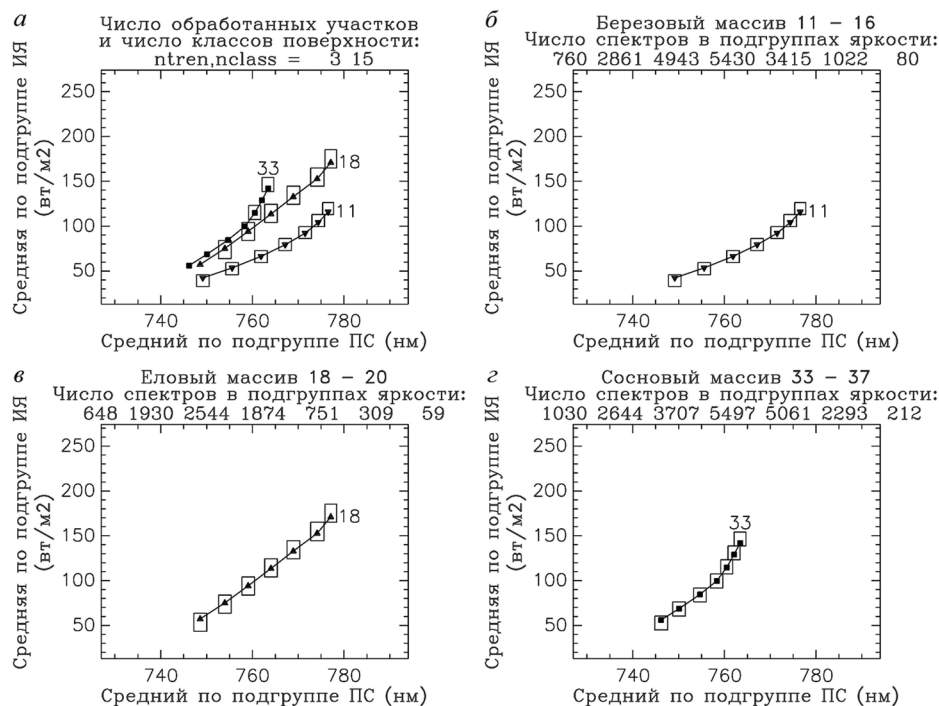 а
Число обработанных участков
и число классов поверхности:
ntren,nclass = 3 15
Средняя по подгруппе ИЯ
(вт/м2)
250
200
150
100
50
33
18
11
740 760 780
Средний по подгруппе ПС (нм)
б
Березовый массив 11 – 16
Число спектров в подгруппах яркости:
760 2861 4943 5430 3415 1022 80
Средняя по подгруппе ИЯ
(вт/м2)
250
200
150
100
50
11
740 760 780
Средний по подгруппе ПС (нм)
в
Еловый массив 18 – 20
Число спектров в подгруппах яркости:
648 1930 2544 1874 751 309 59
Средняя по подгруппе ИЯ
(вт/м2)
250
200
150
100
50
18
740 760 780
Средний по подгруппе ПС (нм)
г
Сосновый массив 33 – 37
Число спектров в подгруппах яркости:
1030 2644 3707 5497 5061 2293 212
Средняя по подгруппе ИЯ
(вт/м2)
250
200
150
100
50
33
740 760 780
Средний по подгруппе ПС (нм)